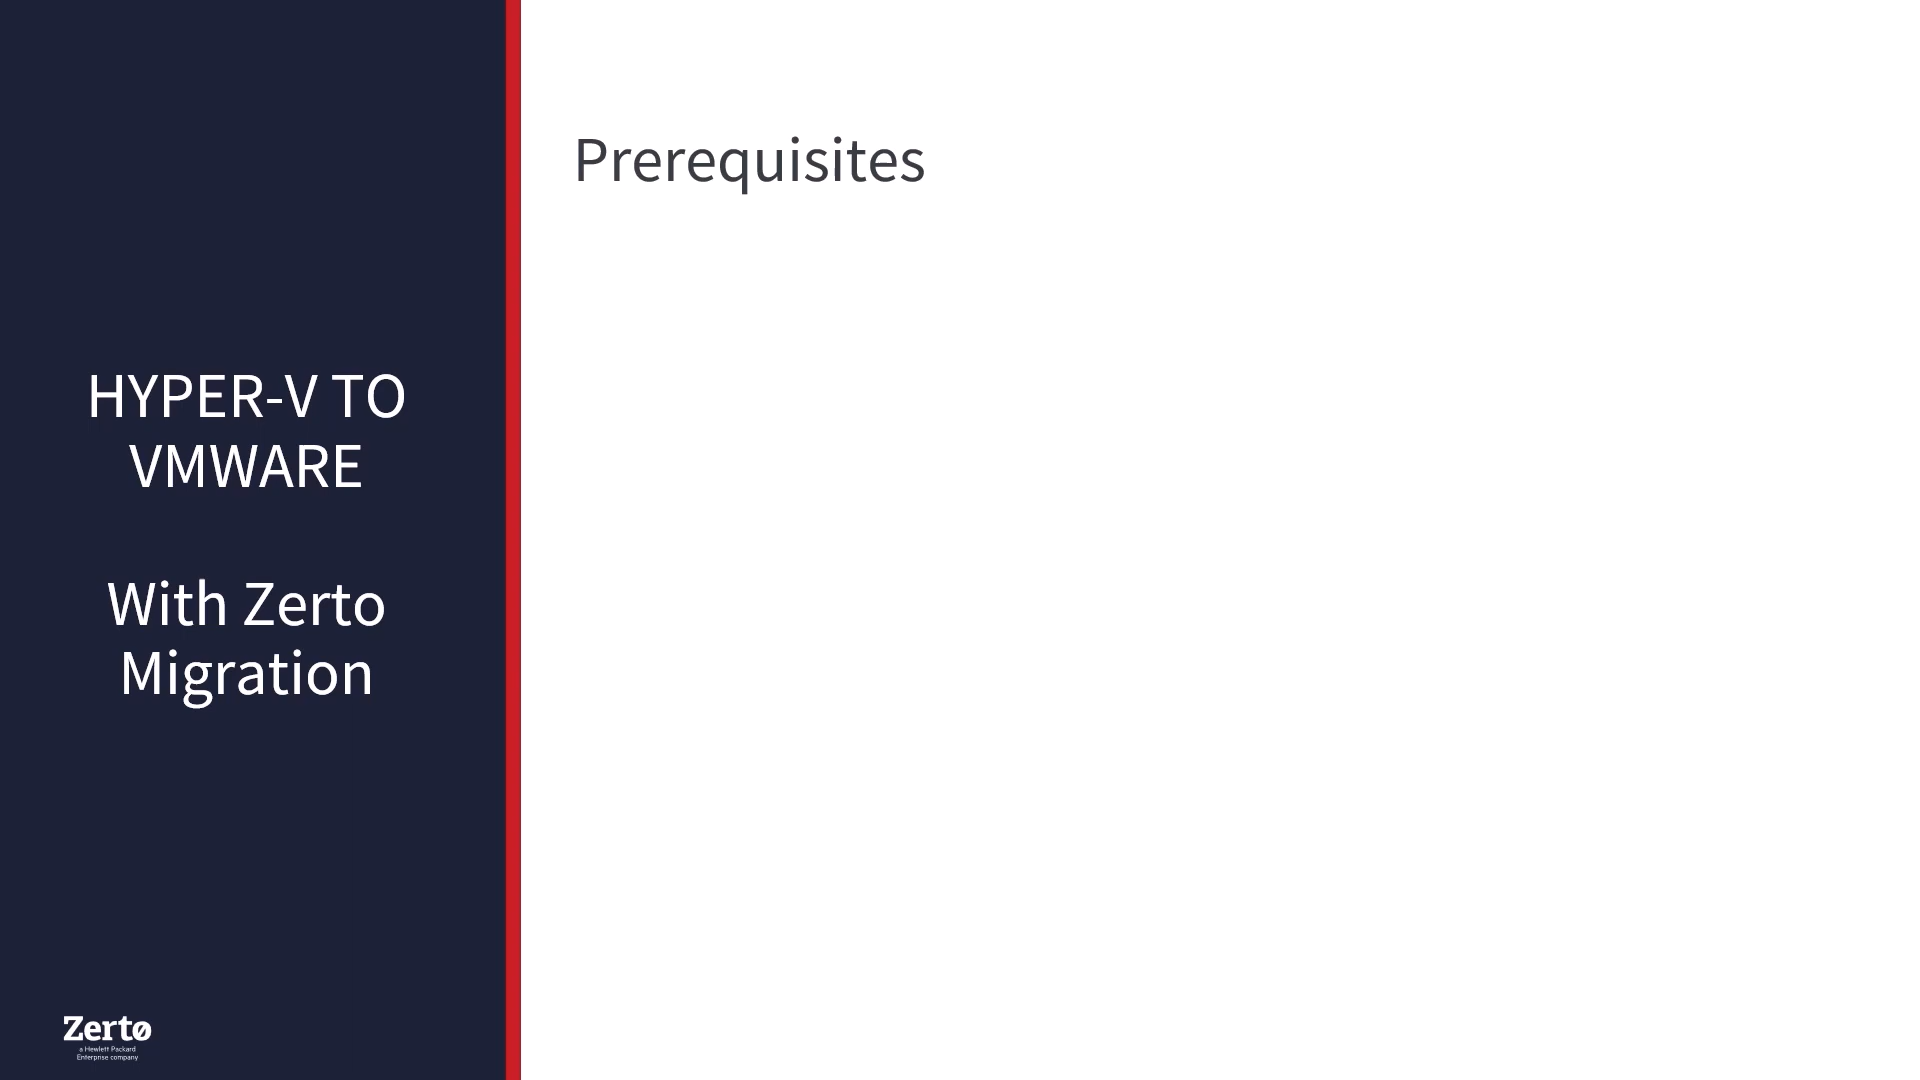 HYPER-V TO
VMWARE
With Zerto
Migration
Prerequisites
Zerto
a Hewlett Packard
Enterprise company